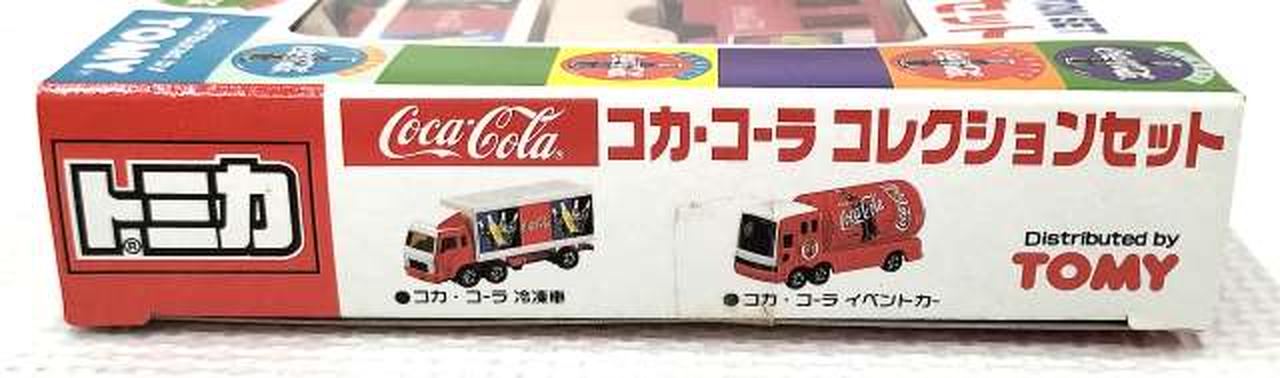 TOMY
トミカ
Coca-Cola
コカ・コーラ コレクションセット
●コカ・コーラ 冷凍車
●コカ・コーラ イベントカー
Distributed by
TOMY